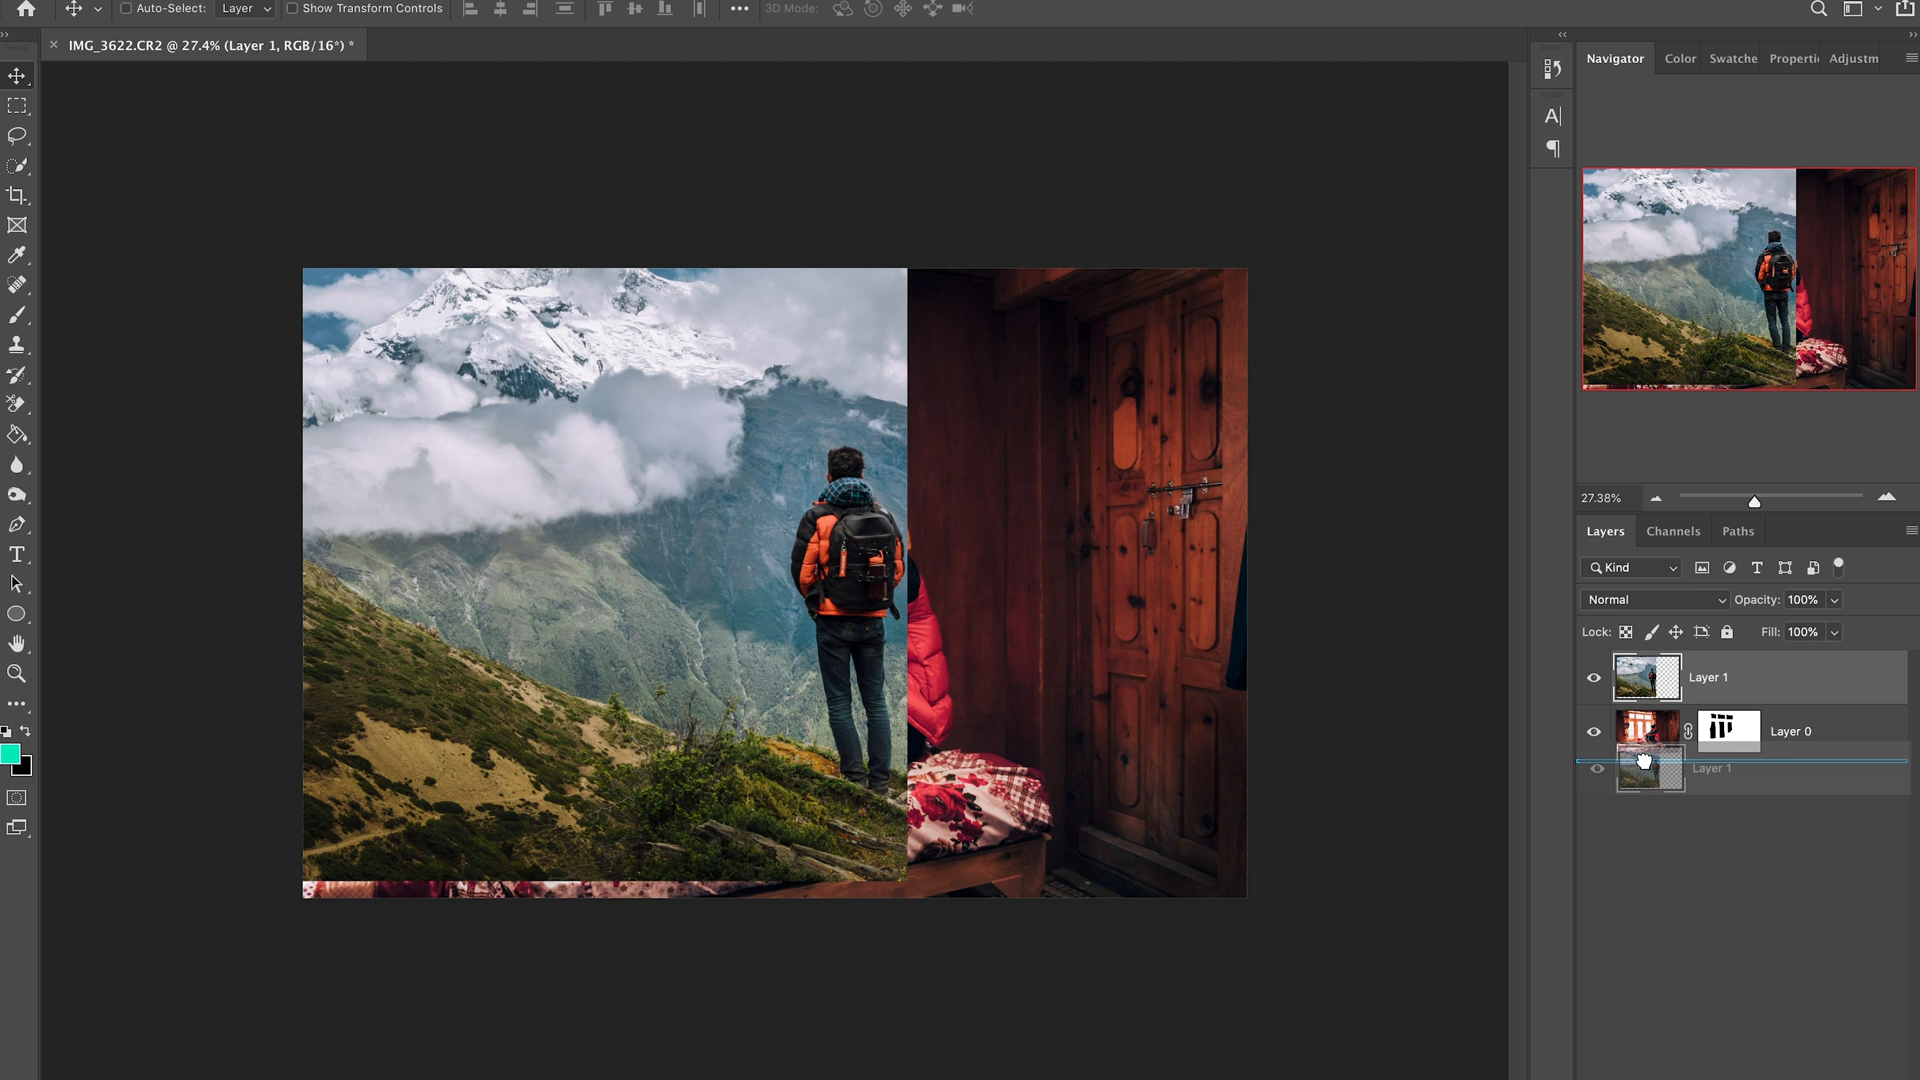 Auto-Select: Layer Show Transform Controls 3D Mode:
IMG_3622.CR2 @ 27.4% (Layer 1, RGB/16*) *
Navigator Color Swatche Properti Adjustm
27.38%
Layers Channels Paths
Kind
Normal Opacity: 100%
Lock: Fill: 100%
Layer 1
Layer 0
Layer 1